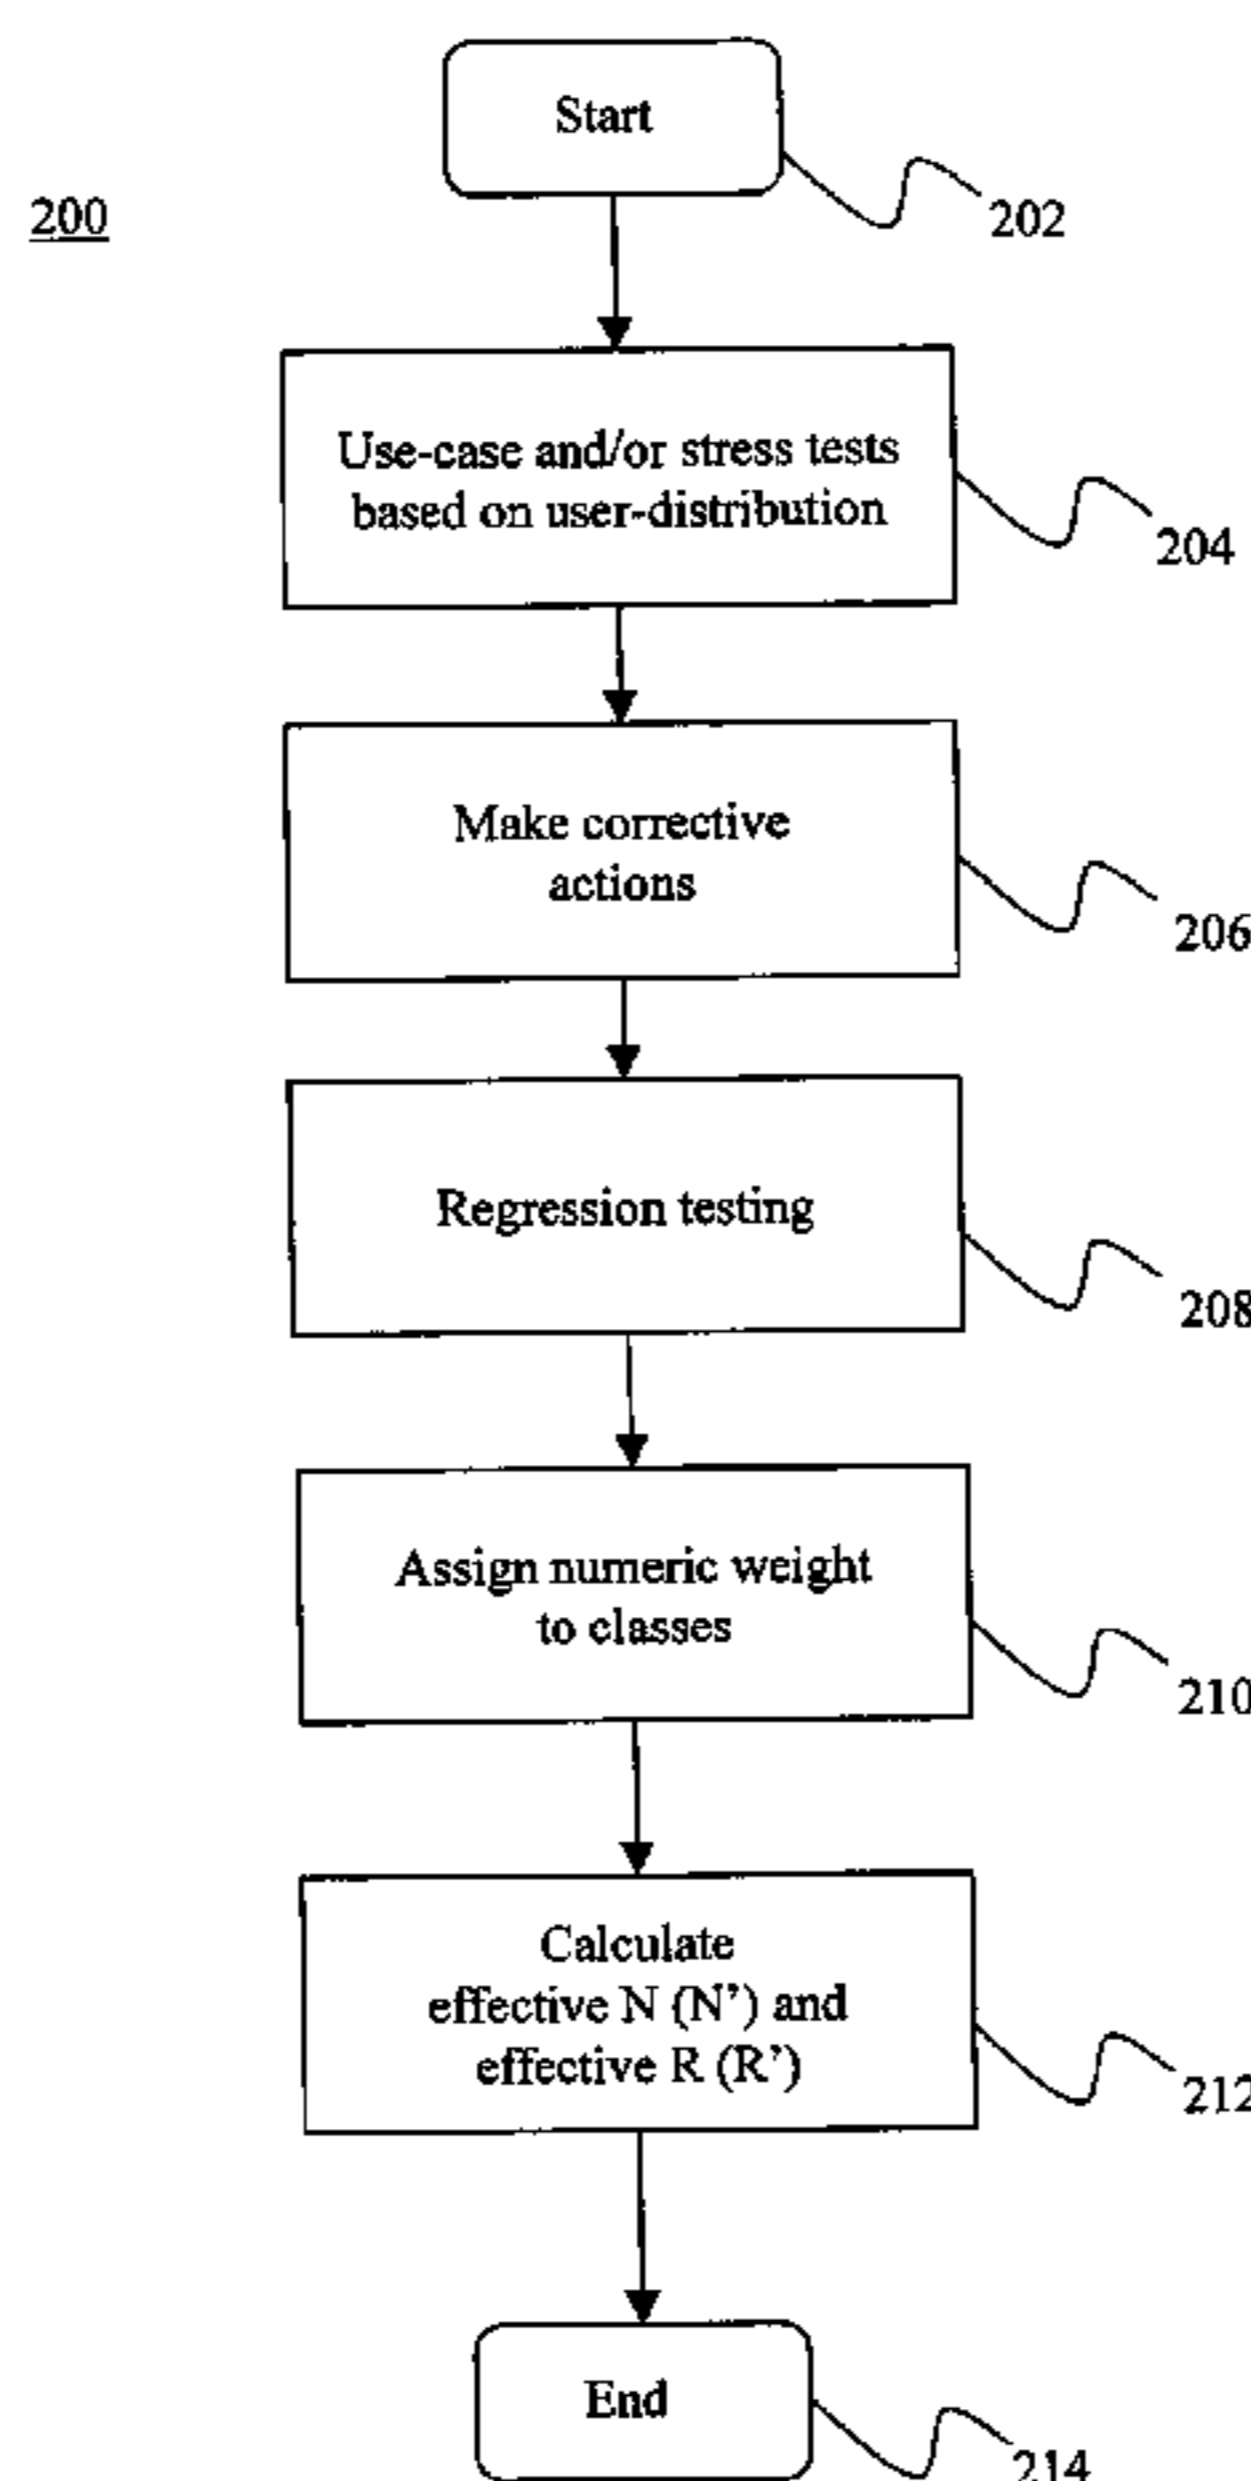 Start
200
202
Use-case and/or stress tests
based on user-distribution
204
Make corrective
actions
206
Regression testing
208
Assign numeric weight
to classes
210
Calculate
effective N (N’) and
effective R (R’)
212
End
214